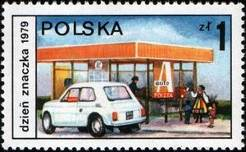 POLSKA
zł 1
dzień znaczka 1979
auto
POCZTA